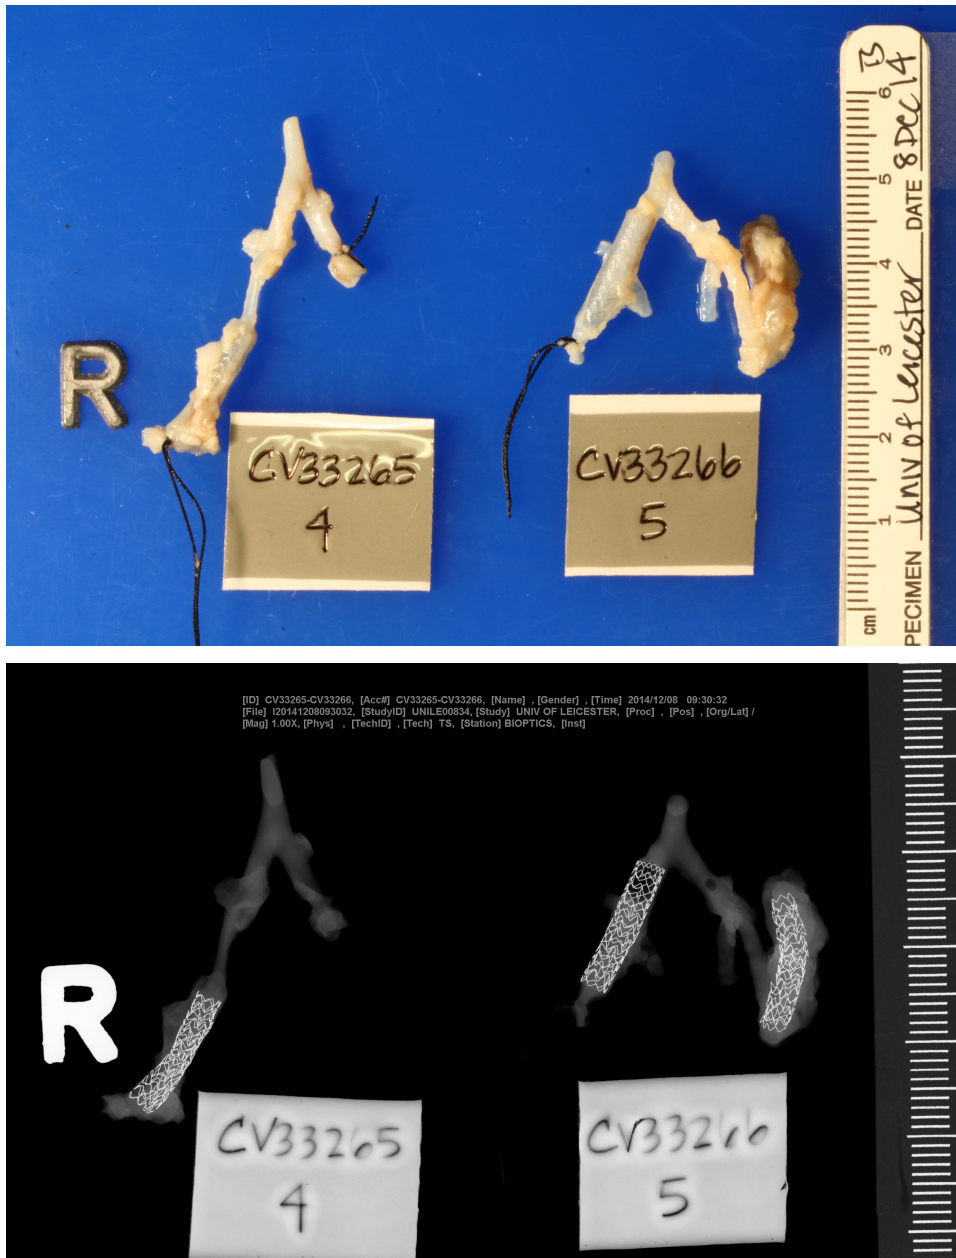 R
CV33265
4
CV33266
5
cm 1 2 3 4 5 6
SPECIMEN Univ of Leicester DATE 8 DEC 14
B
[ID] CV33265-CV33266, [Acc#] CV33265-CV33266, [Name] , [Gender] , [Time] 2014/12/08 09:30:32
[File] I20141208093032, [StudyID] UNILE00834, [Study] UNIV OF LEICESTER, [Proc] , [Pos] , [Org/Lat] /
[Mag] 1.00X, [Phys] , [TechID] , [Tech] TS, [Station] BIOPTICS, [Inst]
R
CV33265
4
CV33266
5